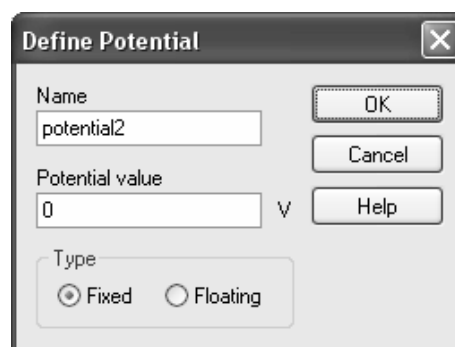 Define Potential
Name
potential2
Potential value
0 V
Type
Fixed Floating
OK
Cancel
Help